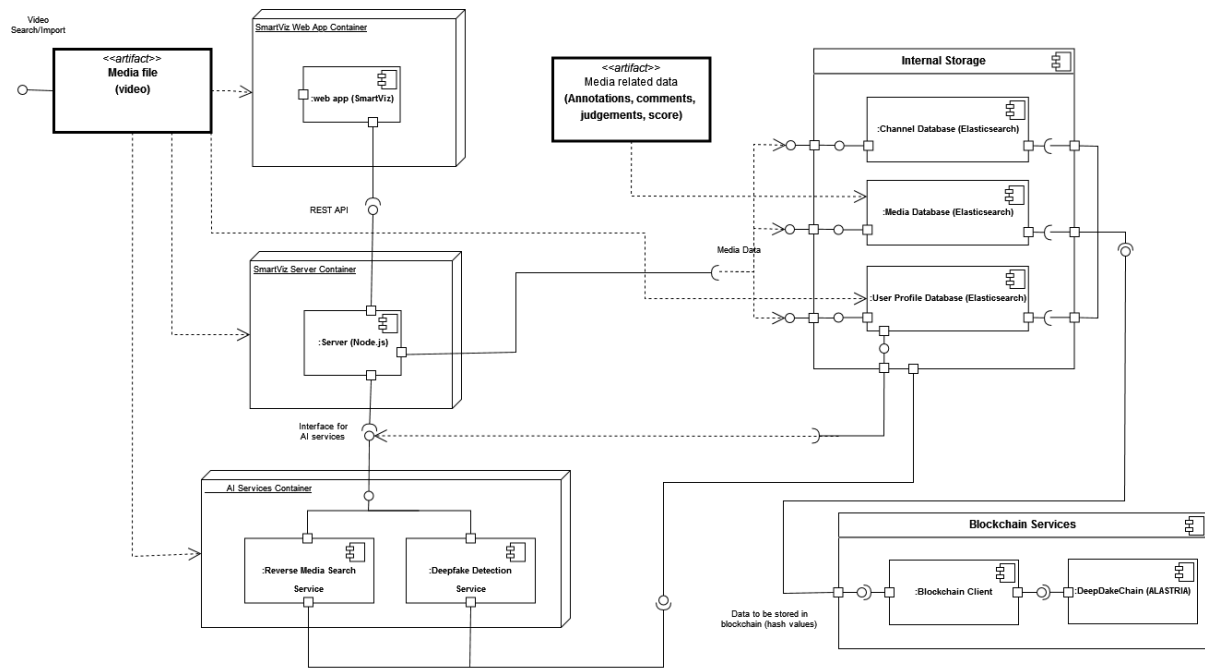 Video
Search/Import
<<artifact>>
Media file
(video)
SmartViz Web App Container
:web app (SmartViz)
REST API
<<artifact>>
Media related data
(Annotations, comments,
judgements, score)
Internal Storage
:Channel Database (Elasticsearch)
:Media Database (Elasticsearch)
:User Profile Database (Elasticsearch)
Media Data
SmartViz Server Container
:Server (Node.js)
Interface for
AI services
AI Services Container
:Reverse Media Search
Service
:Deepfake Detection
Service
Blockchain Services
:Blockchain Client
:DeepDakeChain (ALASTRIA)
Data to be stored in
blockchain (hash values)